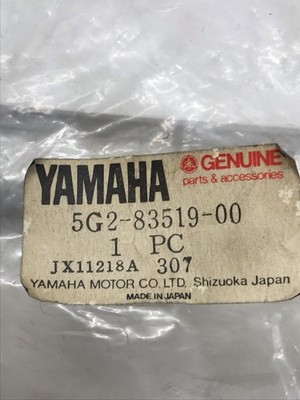 YAMAHA
GENUINE
parts & accessories
5G2-83519-00
1 PC
JX11218A 307
YAMAHA MOTOR CO.LTD. Shizuoka Japan
MADE IN JAPAN